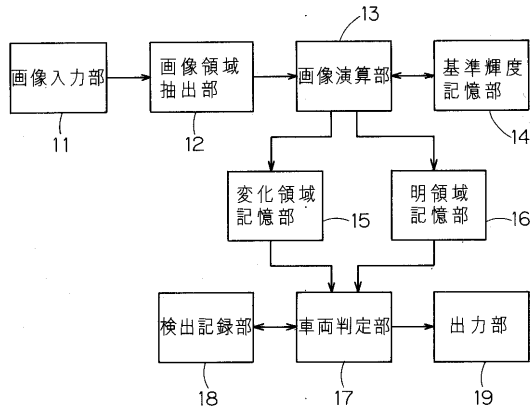 13
画像入力部
画像領域
抽出部
画像演算部
基準輝度
記憶部
11
12
14
変化領域
記憶部
15
明領域
記憶部
16
検出記録部
車両判定部
出力部
18
17
19